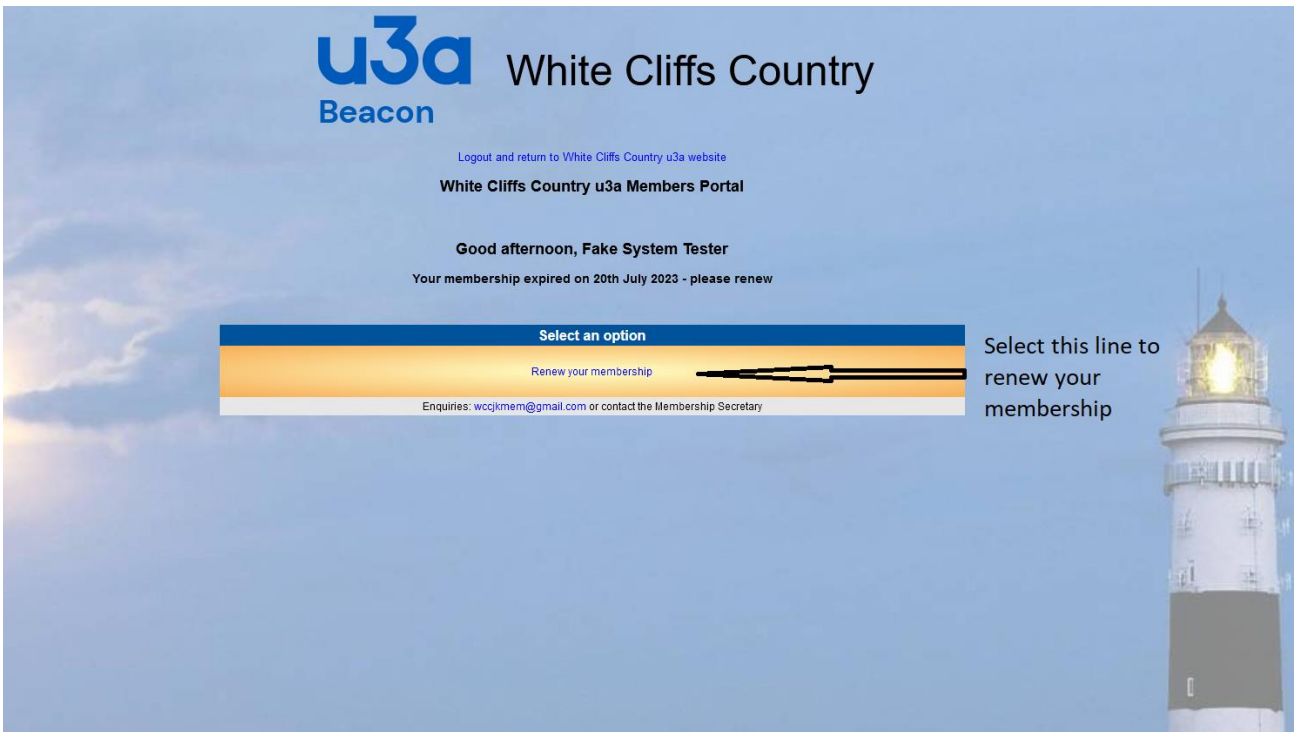 u3a
Beacon
White Cliffs Country
Logout and return to White Cliffs Country u3a website
White Cliffs Country u3a Members Portal
Good afternoon, Fake System Tester
Your membership expired on 20th July 2023 - please renew
Select an option
Renew your membership
Enquiries: wccjkmem@gmail.com or contact the Membership Secretary
Select this line to
renew your
membership